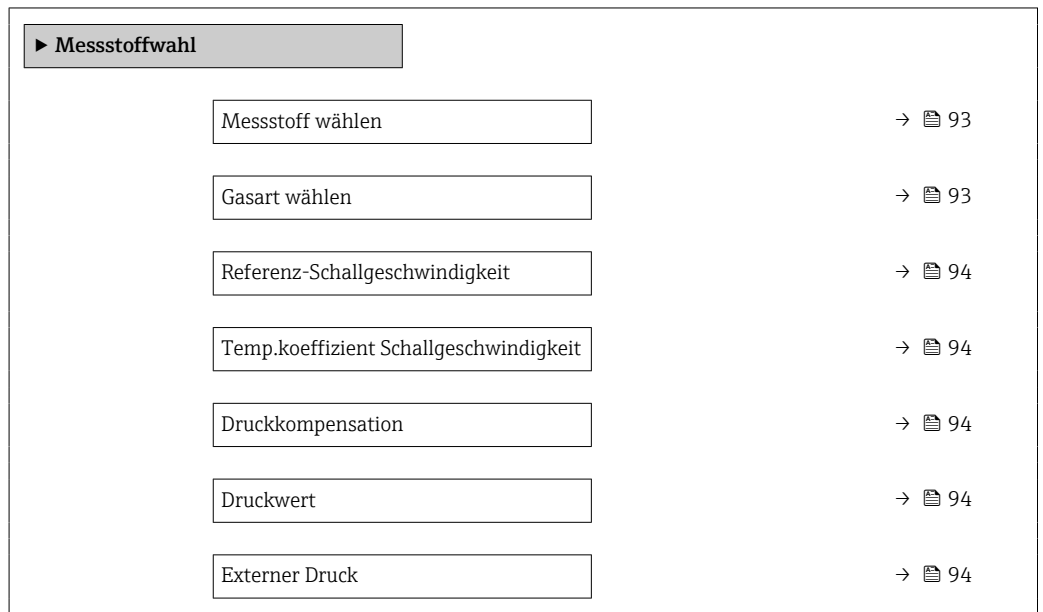 ▶ Messstoffwahl
Messstoff wählen → 93
Gasart wählen → 93
Referenz-Schallgeschwindigkeit → 94
Temp.koeffizient Schallgeschwindigkeit → 94
Druckkompensation → 94
Druckwert → 94
Externer Druck → 94